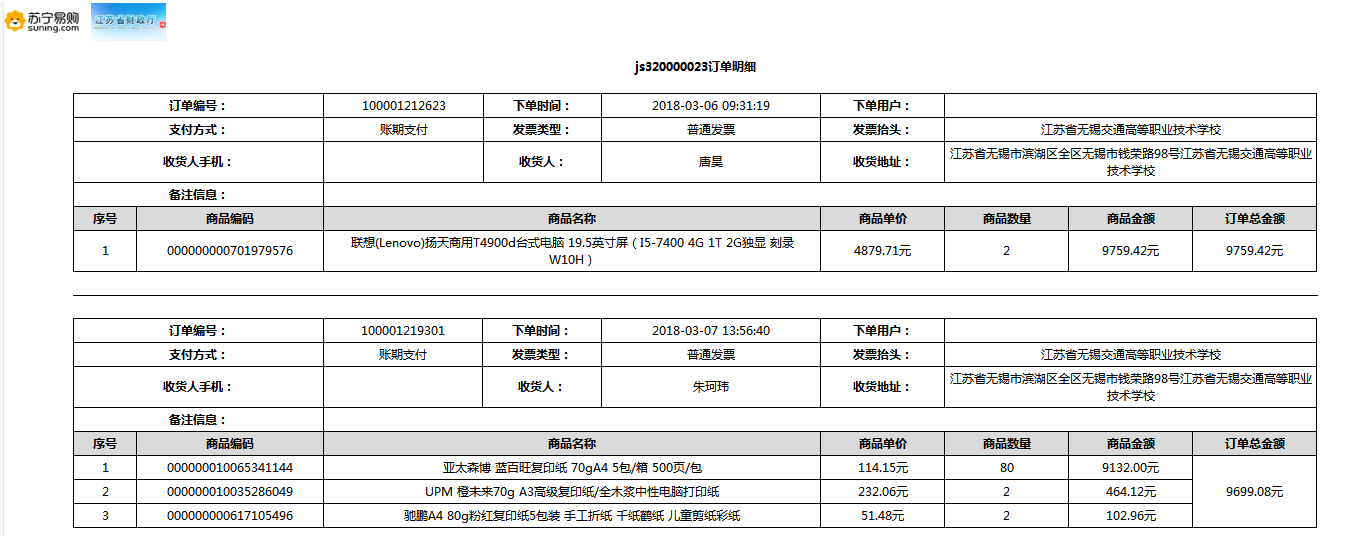 苏宁易购
suning.com
江苏省财政厅
js320000023订单明细
订单编号： 100001212623 下单时间： 2018-03-06 09:31:19 下单用户：
支付方式： 账期支付 发票类型： 普通发票 发票抬头： 江苏省无锡交通高等职业技术学校
收货人手机： 收货人： 唐昊 收货地址： 江苏省无锡市滨湖区全区无锡市钱荣路98号江苏省无锡交通高等职业
技术学校
备注信息：
序号 商品编码 商品名称 商品单价 商品数量 商品金额 订单总金额
1 000000000701979576 联想(Lenovo)扬天商用T4900d台式电脑 19.5英寸屏（ I5-7400 4G 1T 2G独显 刻录
W10H ） 4879.71元 2 9759.42元 9759.42元
订单编号： 100001219301 下单时间： 2018-03-07 13:56:40 下单用户：
支付方式： 账期支付 发票类型： 普通发票 发票抬头： 江苏省无锡交通高等职业技术学校
收货人手机： 收货人： 朱珂玮 收货地址： 江苏省无锡市滨湖区全区无锡市钱荣路98号江苏省无锡交通高等职业
技术学校
备注信息：
序号 商品编码 商品名称 商品单价 商品数量 商品金额 订单总金额
1 000000010065341144 亚太森博 蓝百旺复印纸 70gA4 5包/箱 500页/包 114.15元 80 9132.00元
2 000000010035286049 UPM 橙未来70g A3高级复印纸/全木浆中性电脑打印纸 232.06元 2 464.12元 9699.08元
3 000000000617105496 驰鹏A4 80g粉红复印纸5包装 手工折纸 千纸鹤纸 儿童剪纸彩纸 51.48元 2 102.96元